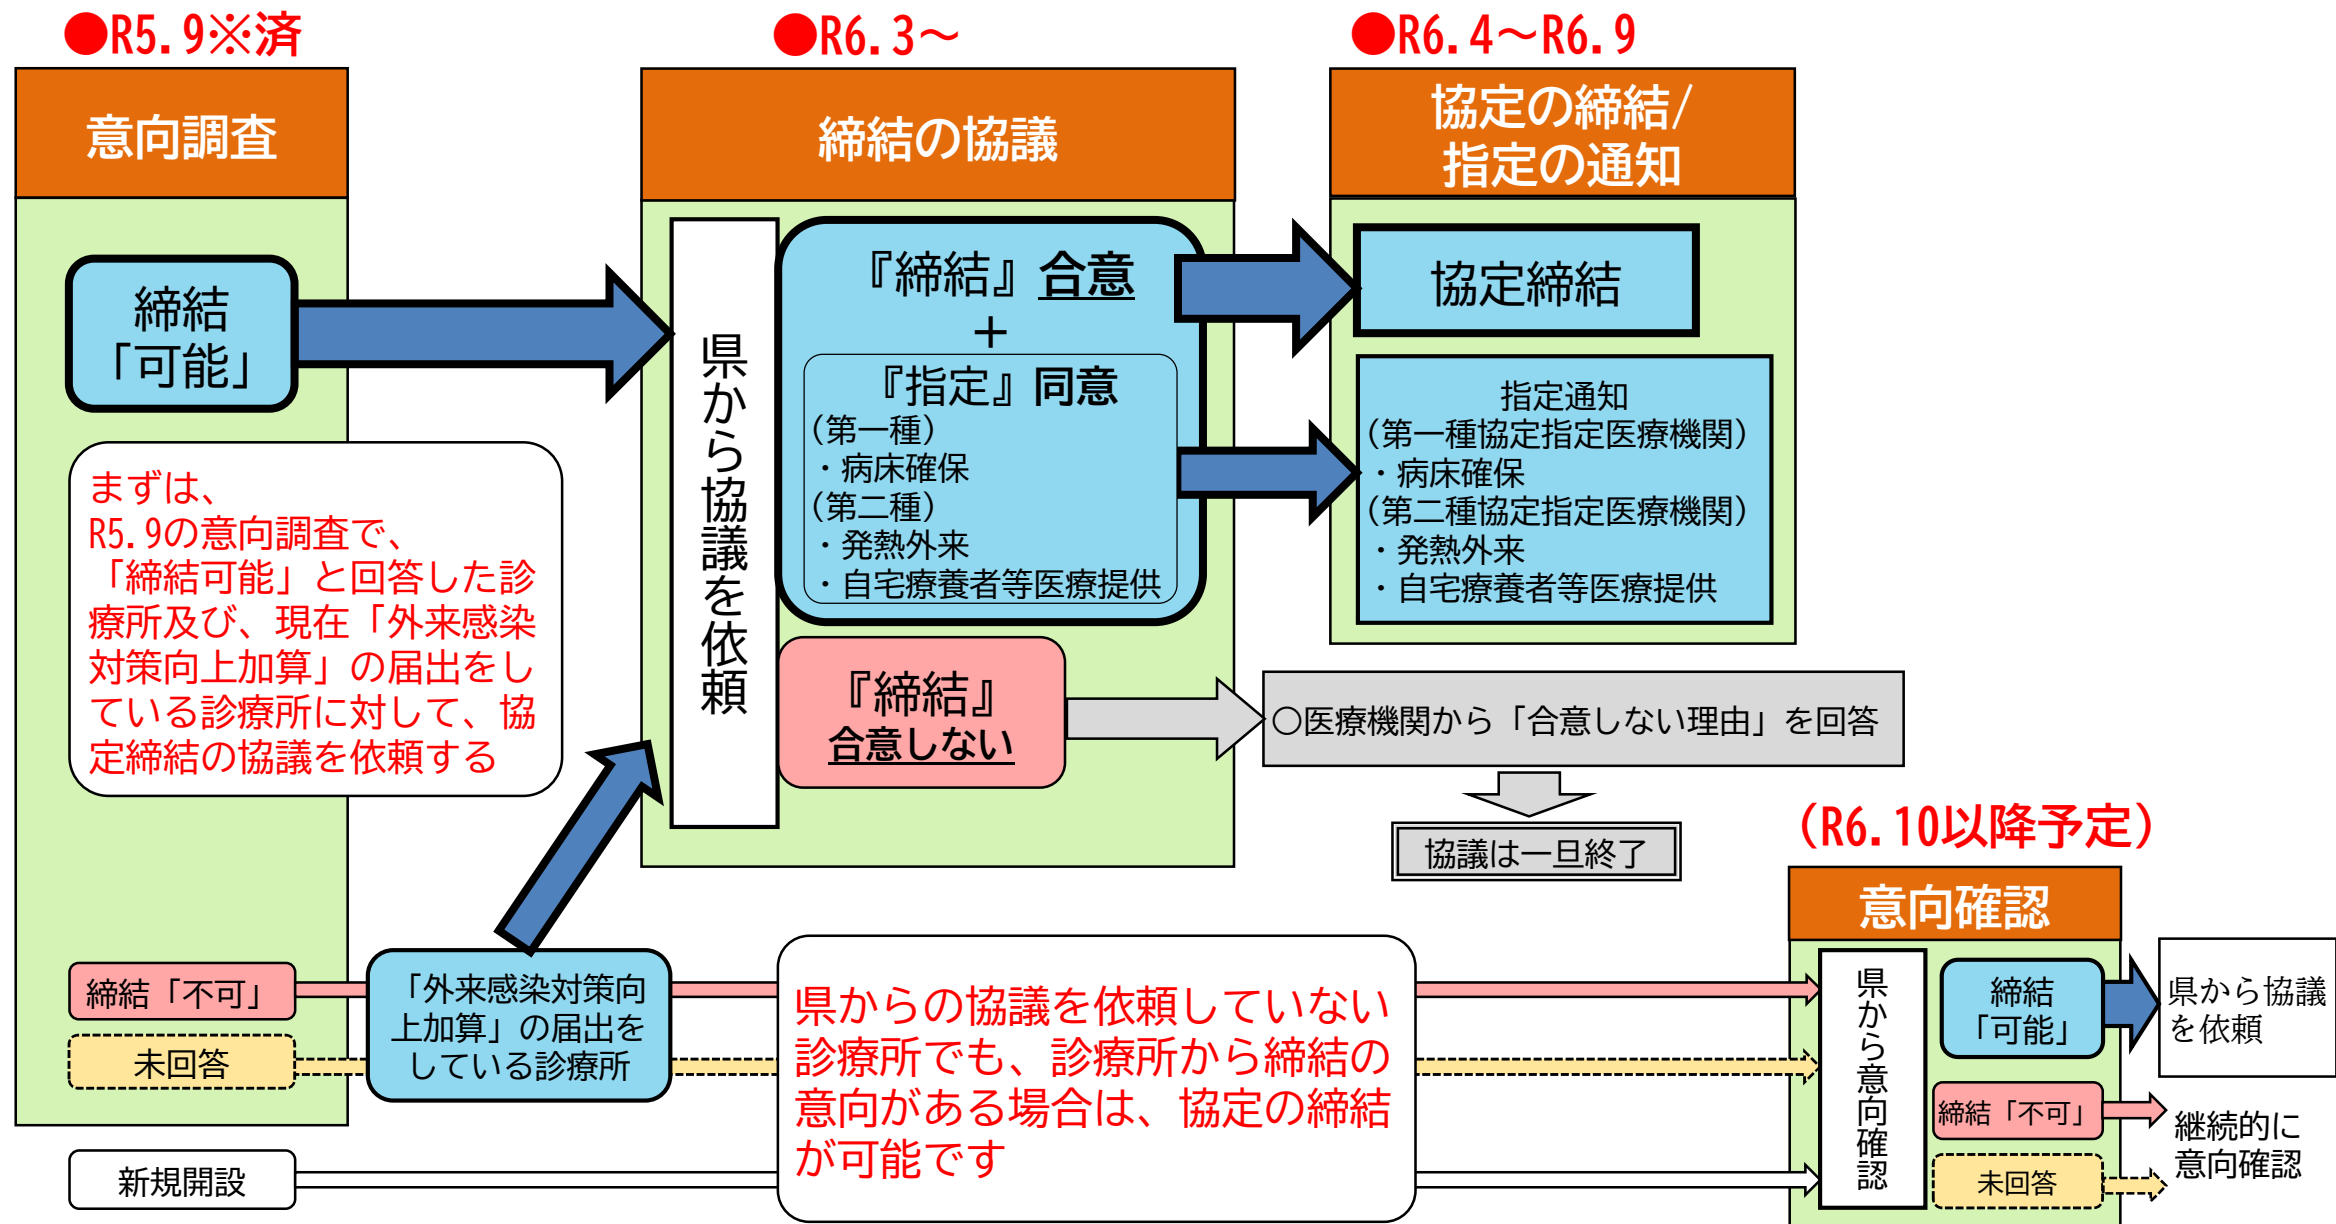 ●R5.9※済
●R6.3～
●R6.4～R6.9
意向調査
締結の協議
協定の締結/
指定の通知
締結
「可能」
まずは、
R5.9の意向調査で、
「締結可能」と回答した診
療所及び、現在「外来感染
対策向上加算」の届出をし
ている診療所に対して、協
定締結の協議を依頼する
県から協議を依頼
『締結』合意
＋
『指定』同意
（第一種）
・病床確保
（第二種）
・発熱外来
・自宅療養者等医療提供
『締結』
合意しない
協定締結
指定通知
（第一種協定指定医療機関）
・病床確保
（第二種協定指定医療機関）
・発熱外来
・自宅療養者等医療提供
○医療機関から「合意しない理由」を回答
協議は一旦終了
（R6.10以降予定）
意向確認
締結「不可」
未回答
新規開設
「外来感染対策向
上加算」の届出を
している診療所
県からの協議を依頼していない
診療所でも、診療所から締結の
意向がある場合は、協定の締結
が可能です
県から意向確認
締結
「可能」
締結「不可」
未回答
県から協議
を依頼
継続的に
意向確認